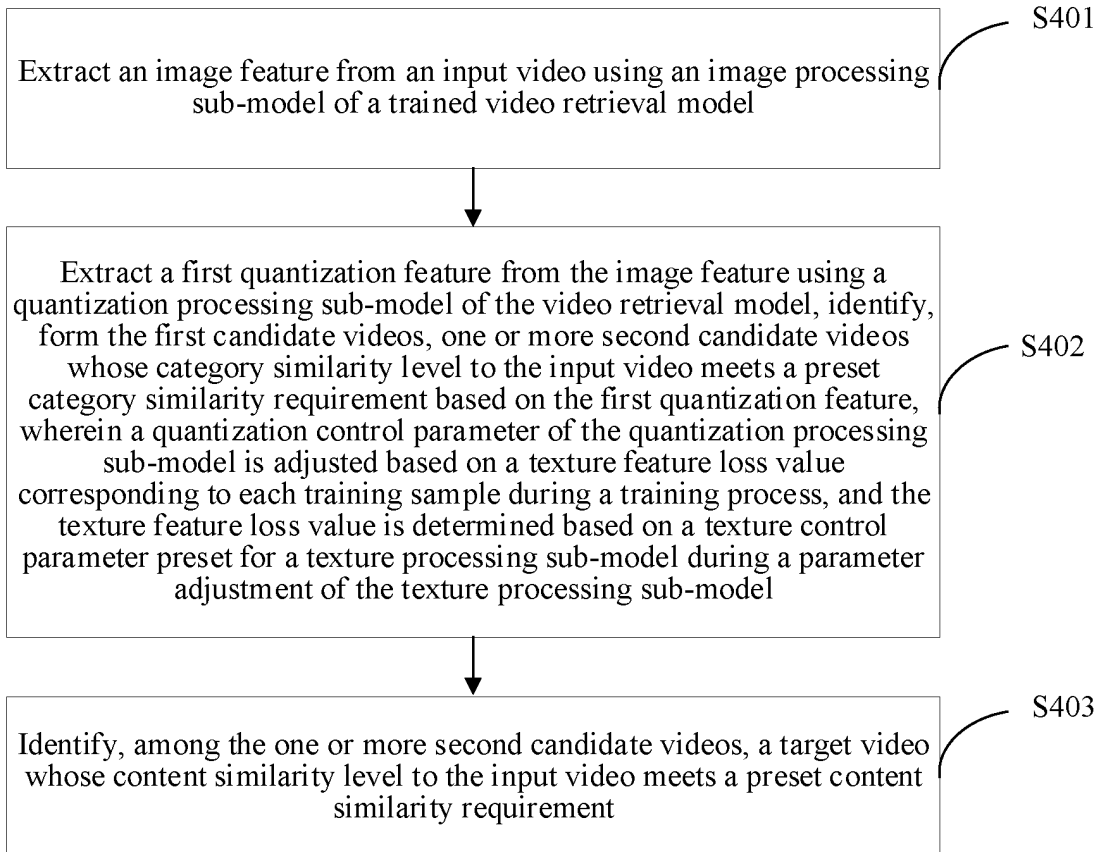 S401
Extract an image feature from an input video using an image processing
sub-model of a trained video retrieval model
Extract a first quantization feature from the image feature using a
quantization processing sub-model of the video retrieval model, identify,
form the first candidate videos, one or more second candidate videos
whose category similarity level to the input video meets a preset
category similarity requirement based on the first quantization feature,
wherein a quantization control parameter of the quantization processing
sub-model is adjusted based on a texture feature loss value
corresponding to each training sample during a training process, and the
texture feature loss value is determined based on a texture control
parameter preset for a texture processing sub-model during a parameter
adjustment of the texture processing sub-model
S402
Identify, among the one or more second candidate videos, a target video
whose content similarity level to the input video meets a preset content
similarity requirement
S403